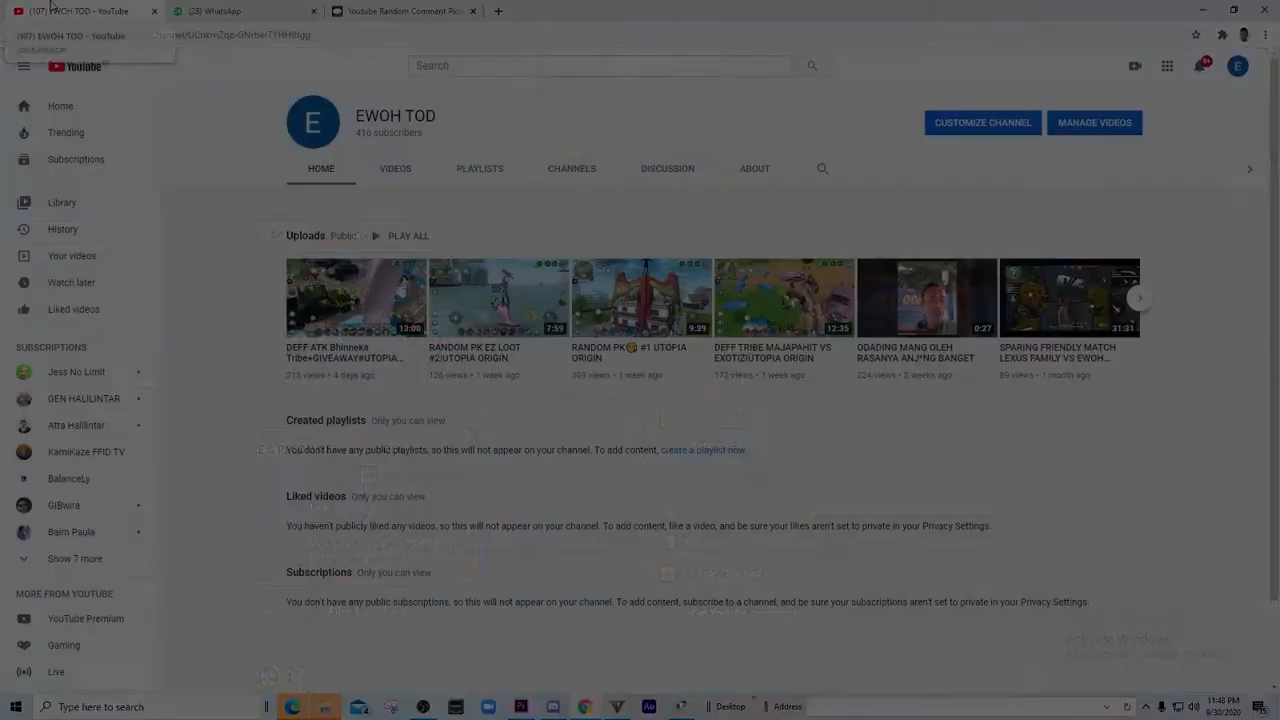 (107) EWOH TOD - YouTube
(28) WhatsApp
Youtube Random Comment Pic
(107) EWOH TOD - YouTube
YouTube
Search
9+
E
Home
Trending
Subscriptions
Library
History
Your videos
Watch later
Liked videos
SUBSCRIPTIONS
Jess No Limit
GEN HALILINTAR
Atta Halilintar
KamiKaze FFID TV
BalanceLy
GIBwira
Baim Paula
Show 7 more
MORE FROM YOUTUBE
YouTube Premium
Gaming
Live
E
EWOH TOD
416 subscribers
CUSTOMIZE CHANNEL
MANAGE VIDEOS
HOME
VIDEOS
PLAYLISTS
CHANNELS
DISCUSSION
ABOUT
Uploads
Public
PLAY ALL
13:00
7:59
9:39
12:35
0:27
31:31
DEFF ATK Bhinneka
Tribe+GIVEAWAY#UTOPIA...
213 views • 4 days ago
RANDOM PK EZ LOOT
#2|UTOPIA ORIGIN
126 views • 1 week ago
RANDOM PK🤣 #1 UTOPIA
ORIGIN
309 views • 1 week ago
DEFF TRIBE MAJAPAHIT VS
EXOTIZ|UTOPIA ORIGIN
172 views • 1 week ago
ODADING MANG OLEH
RASANYA ANJ*NG BANGET
224 views • 2 weeks ago
SPARING FRIENDLY MATCH
LEXUS FAMILY VS EWOH...
89 views • 1 month ago
Created playlists Only you can view
You don't have any public playlists, so this will not appear on your channel. To add content, create a playlist now.
Liked videos Only you can view
You haven't publicly liked any videos, so this will not appear on your channel. To add content, like a video, and be sure your likes aren't set to private in your Privacy Settings.
Subscriptions Only you can view
You don't have any public subscriptions, so this will not appear on your channel. To add content, subscribe to a channel, and be sure your subscriptions aren't set to private in your Privacy Settings.
Activate Windows
Type here to search
Pr
Au
Desktop
Address
11:48 PM
9/30/2020